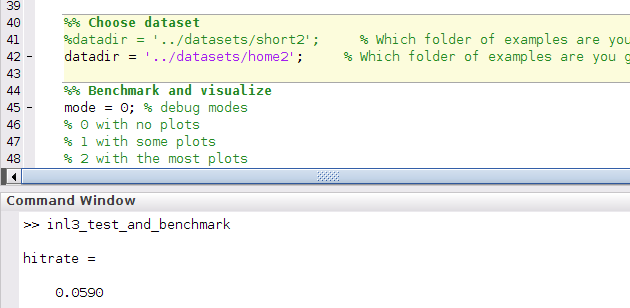 39
40 %% Choose dataset
41 %datadir = '../datasets/short2'; % Which folder of examples are you
42 - datadir = '../datasets/home2'; % Which folder of examples are you g
43
44 %% Benchmark and visualize
45 - mode = 0; % debug modes
46 % 0 with no plots
47 % 1 with some plots
48 % 2 with the most plots
Command Window
>> inl3_test_and_benchmark
hitrate =
0.0590